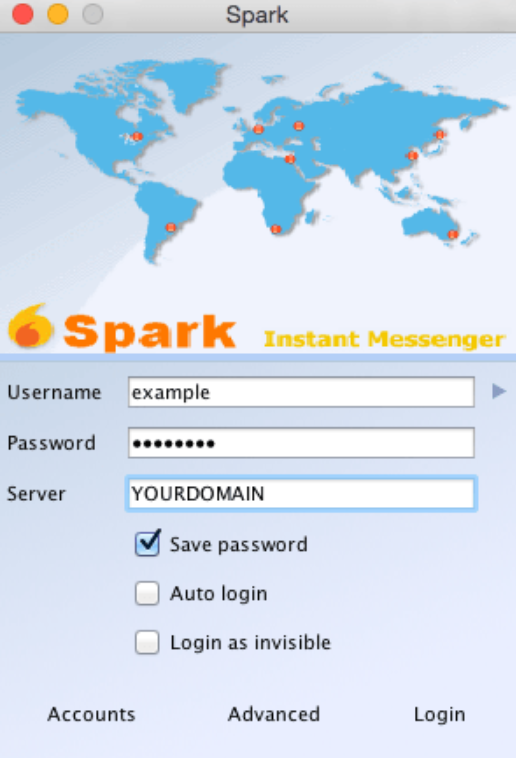 Spark
Spark Instant Messenger
Username example
Password ••••••••
Server YOURDOMAIN
Save password
Auto login
Login as invisible
Accounts Advanced Login